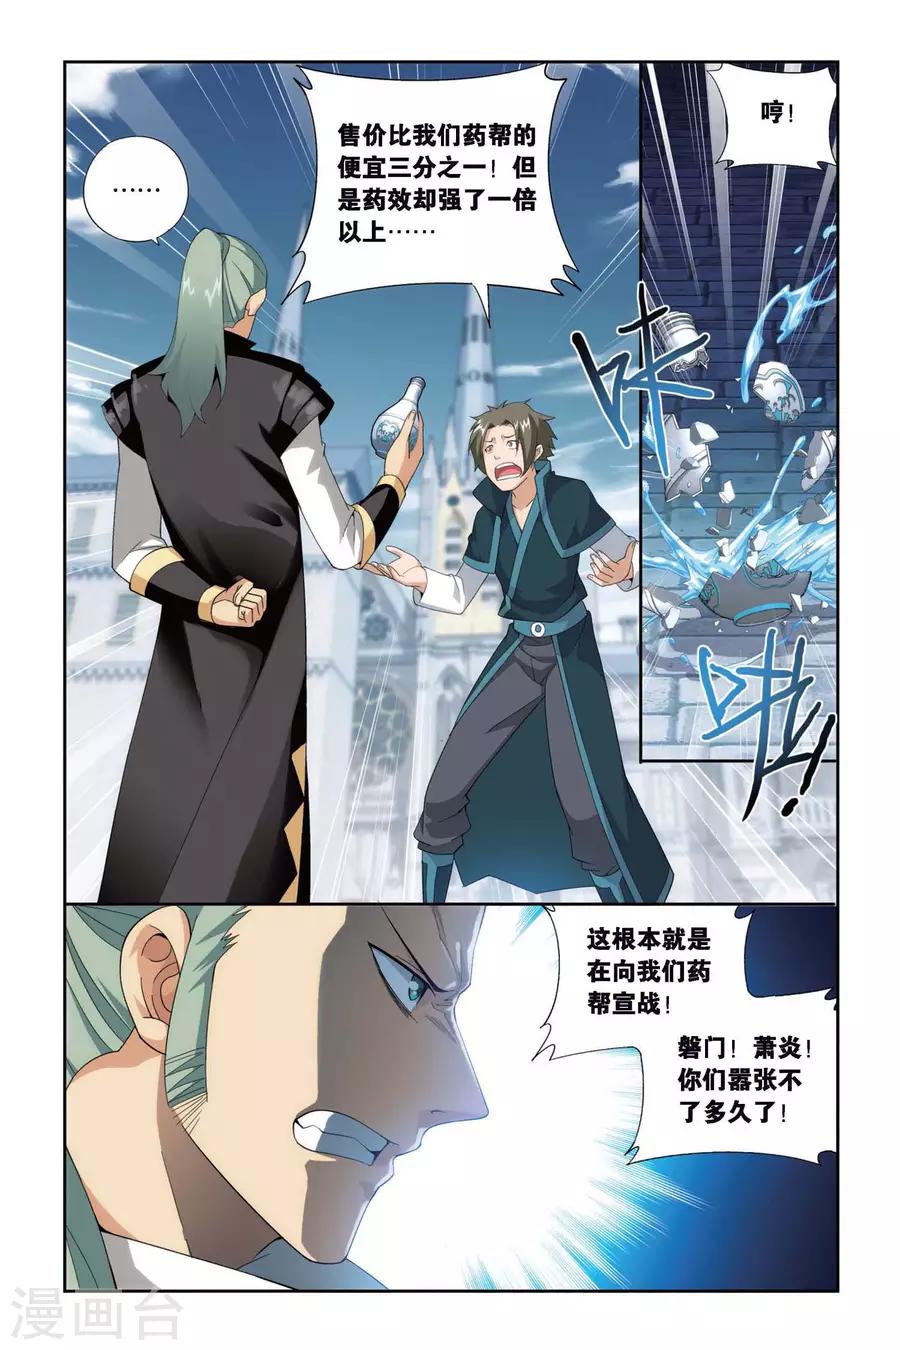 ……
售价比我们药帮的
便宜三分之一！但
是药效却强了一倍
以上……
哼！
咔
哦!
这根本就是
在向我们药
帮宣战！
磐门！萧炎！
你们嚣张不
了多久了！
漫画台